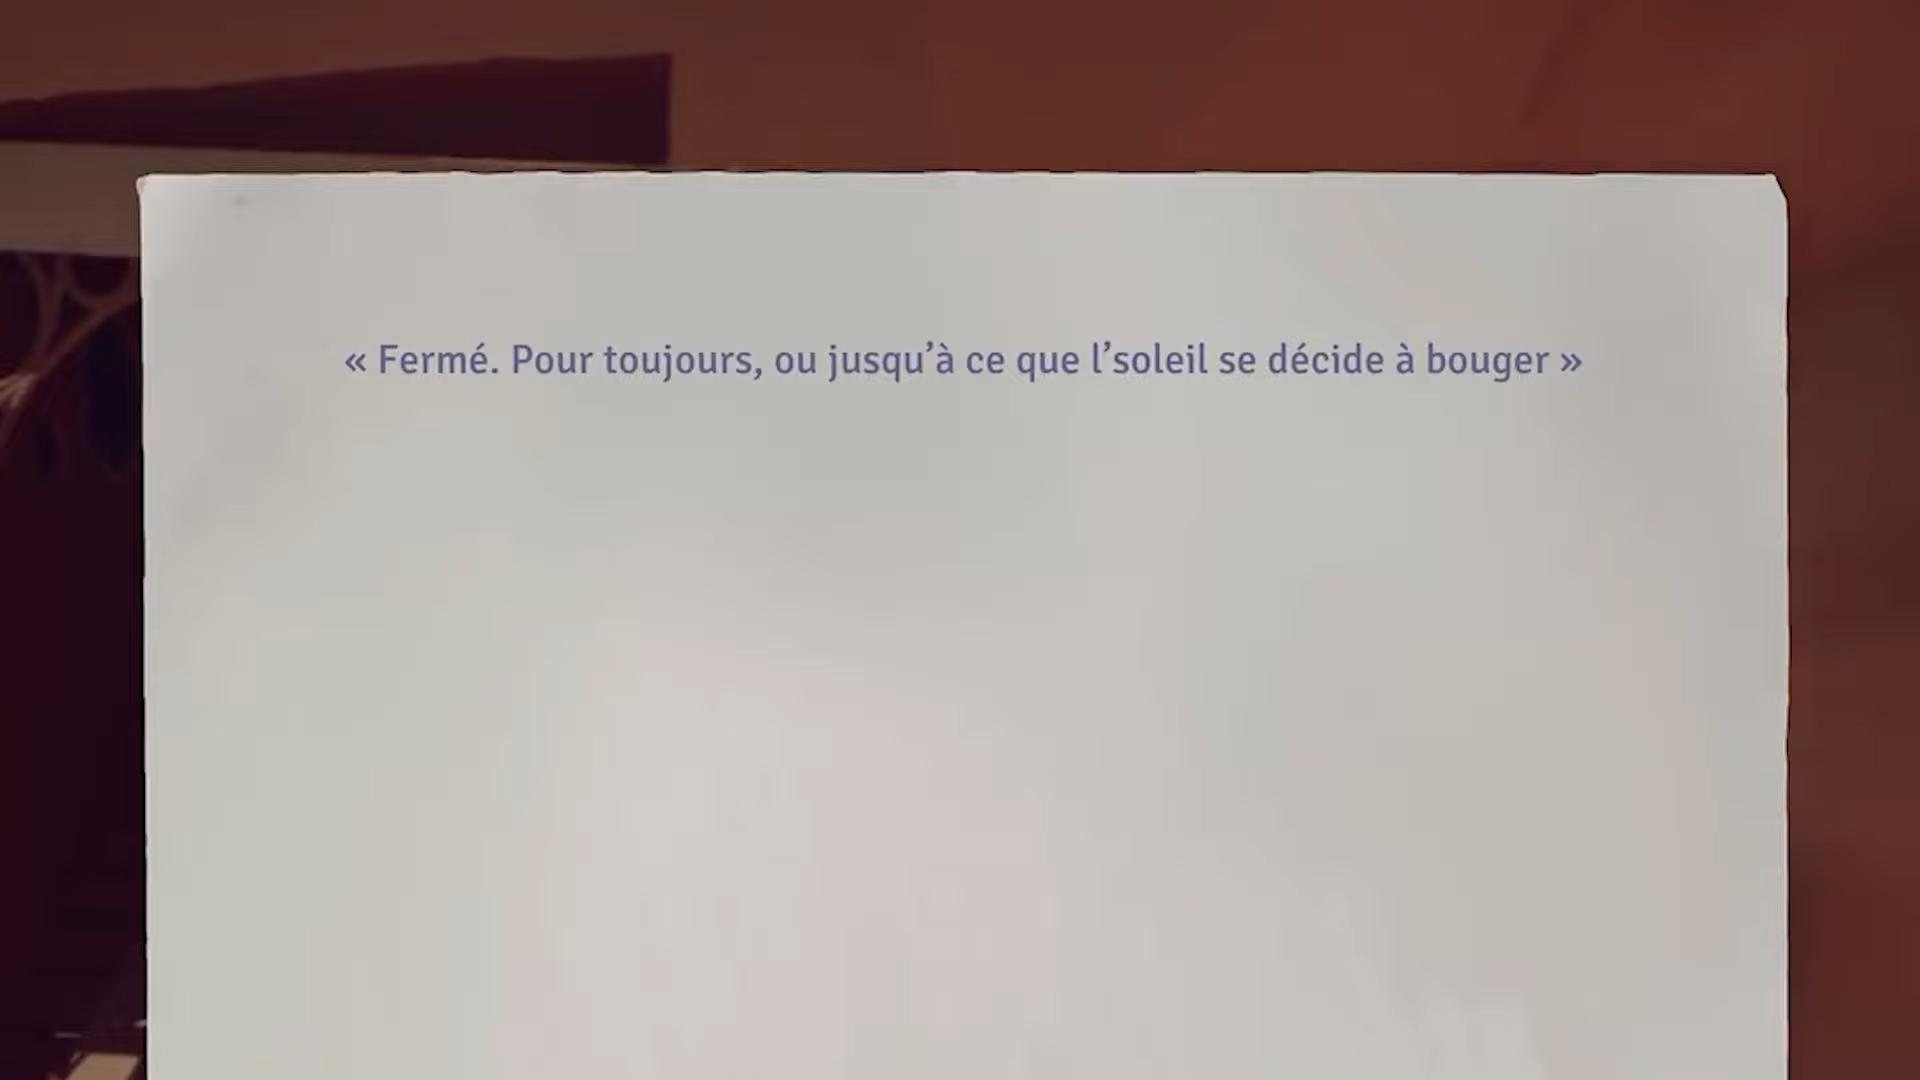 « Fermé. Pour toujours, ou jusqu’à ce que l’soleil se décide à bouger »